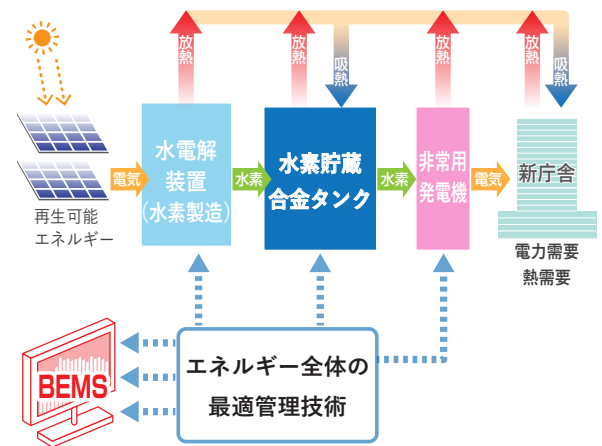 放熱
放熱
吸熱
放熱
放熱
吸熱
再生可能
エネルギー
電気
水電解
装置
(水素製造)
水素
水素貯蔵
合金タンク
水素
非常用
発電機
電気
新庁舎
電力需要
熱需要
BEMS
エネルギー全体の
最適管理技術